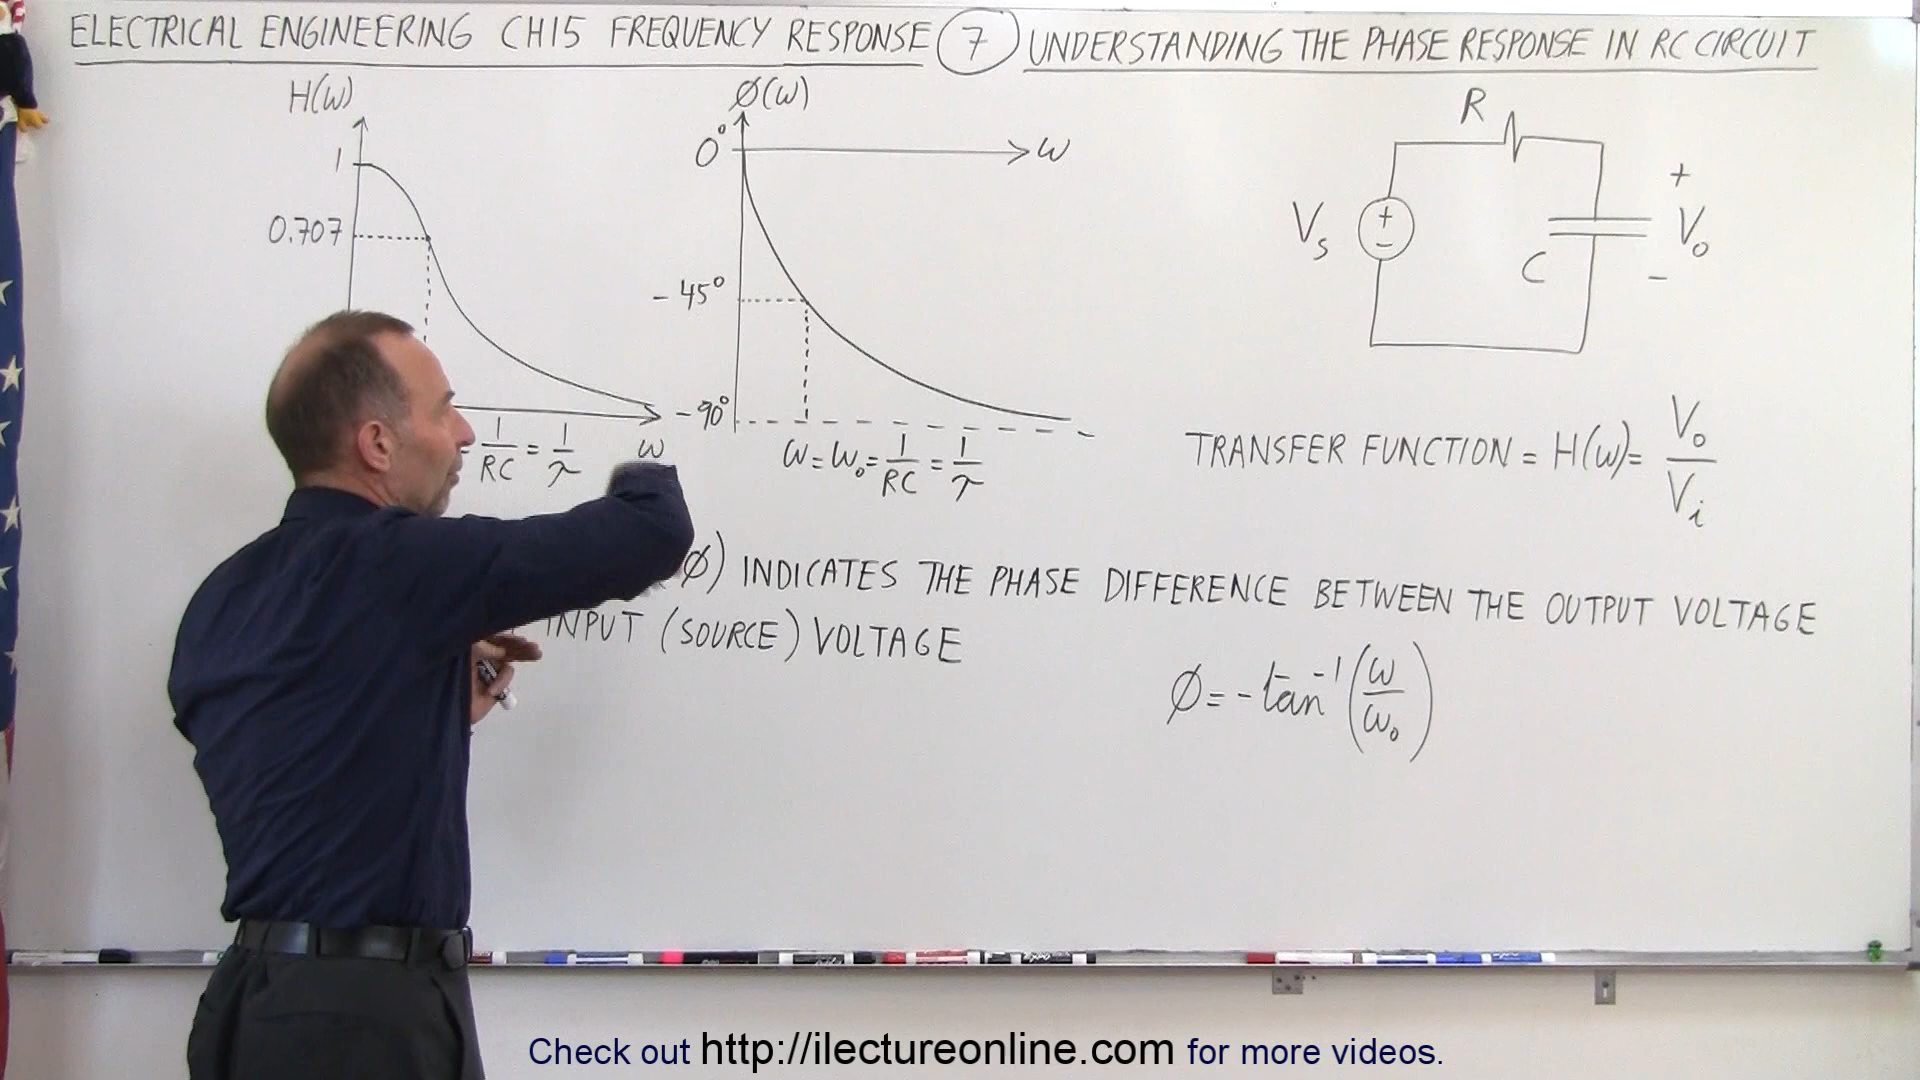 ELECTRICAL ENGINEERING CH15 FREQUENCY RESPONSE 7 UNDERSTANDING THE PHASE RESPONSE IN RC CIRCUIT
H(ω)
1
0.707
= 1/RC = 1/τ
ω
Ø(ω)
0°
ω
-45°
-90°
ω = ω₀ = 1/RC = 1/τ
R
Vs
+
-
C
+
Vo
-
TRANSFER FUNCTION = H(ω) = Vo/Vi
Ø) INDICATES THE PHASE DIFFERENCE BETWEEN THE OUTPUT VOLTAGE
INPUT (SOURCE) VOLTAGE
Ø = -tan⁻¹(ω/ω₀)
Check out http://ilectureonline.com for more videos.